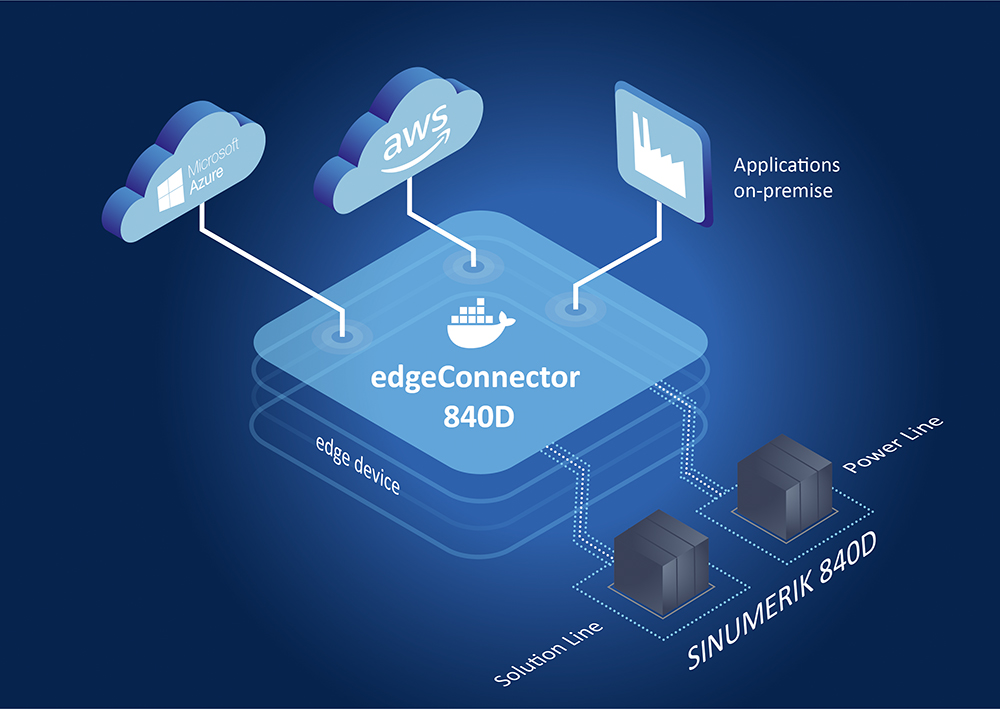 Microsoft
Azure
aws
Applications
on-premise
edgeConnector
840D
edge device
Power Line
SINUMERIK 840D
Solution Line